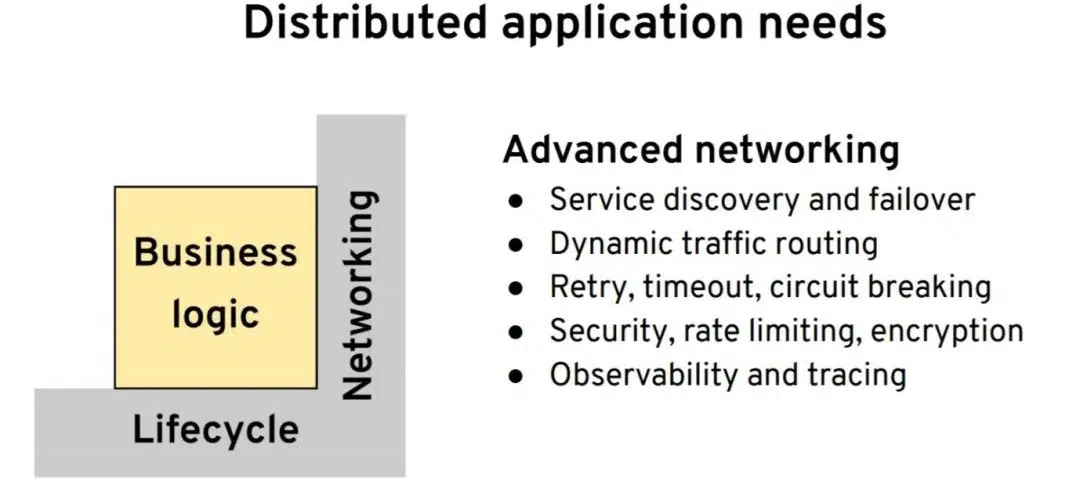 Distributed application needs
Business
logic
Networking
Lifecycle
Advanced networking
● Service discovery and failover
● Dynamic traffic routing
● Retry, timeout, circuit breaking
● Security, rate limiting, encryption
● Observability and tracing